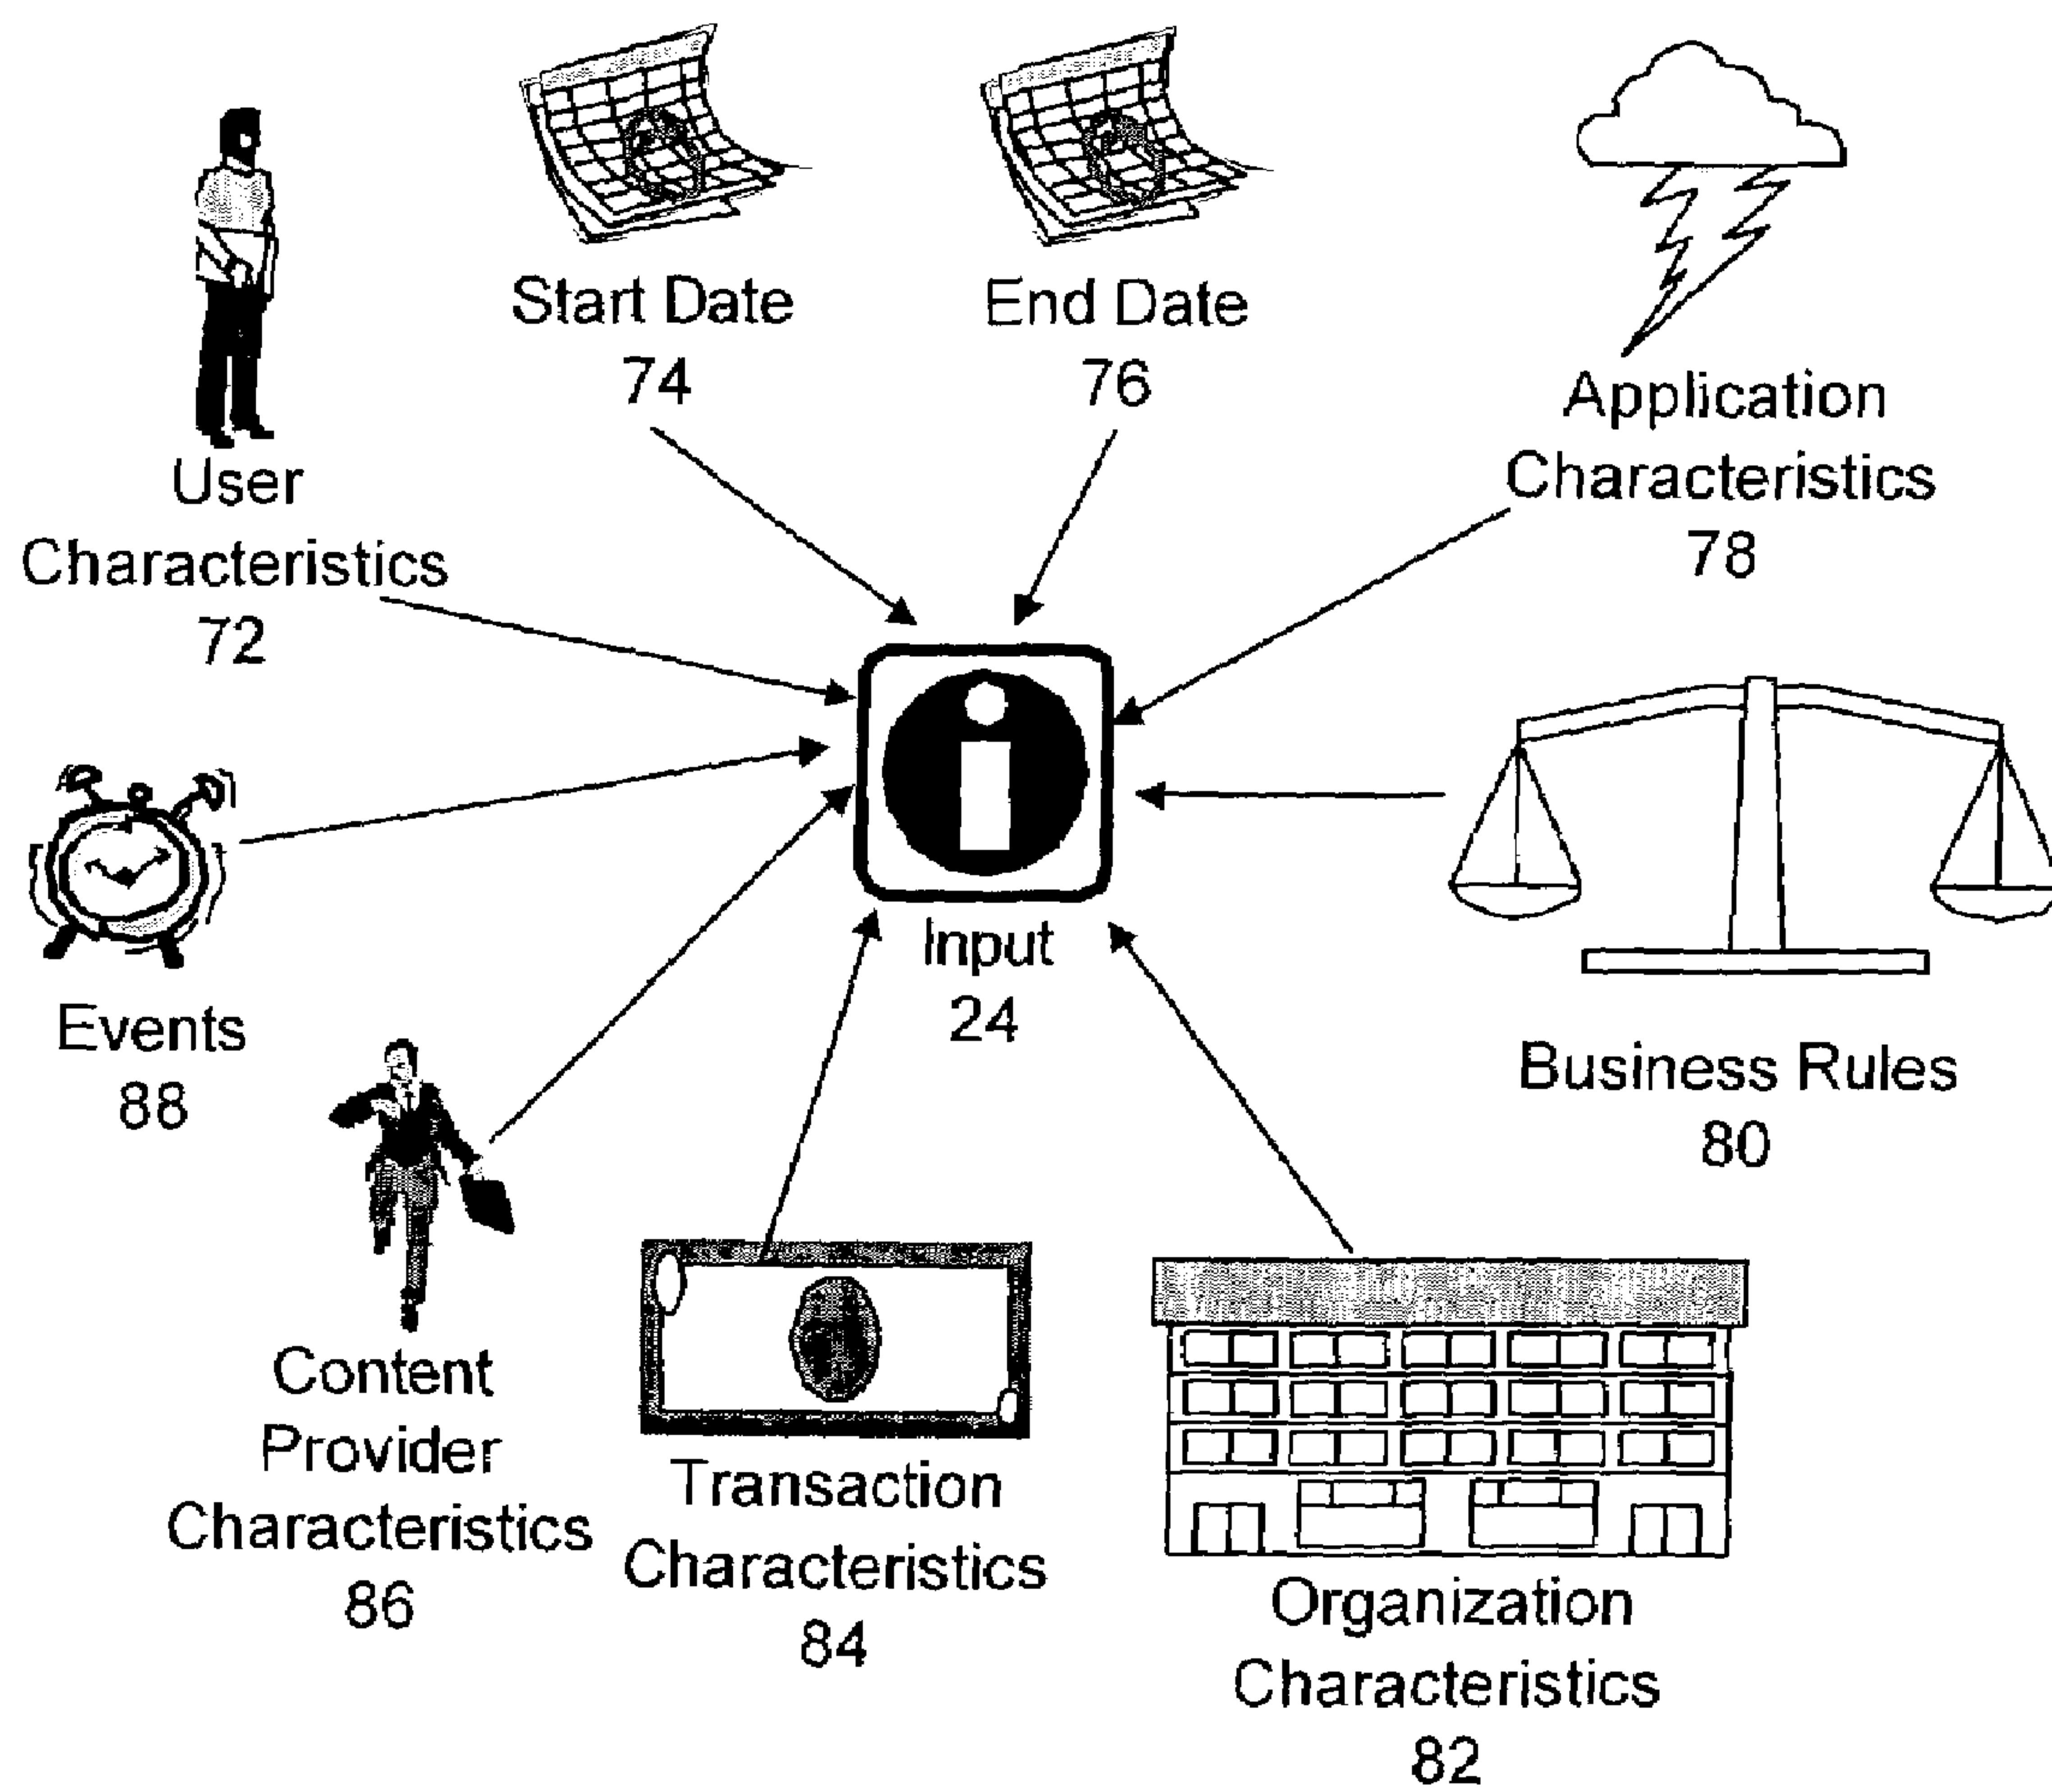 Start Date
74
End Date
76
Application
Characteristics
78
User
Characteristics
72
Input
24
Events
88
Business Rules
80
Content
Provider
Characteristics
86
Transaction
Characteristics
84
Organization
Characteristics
82